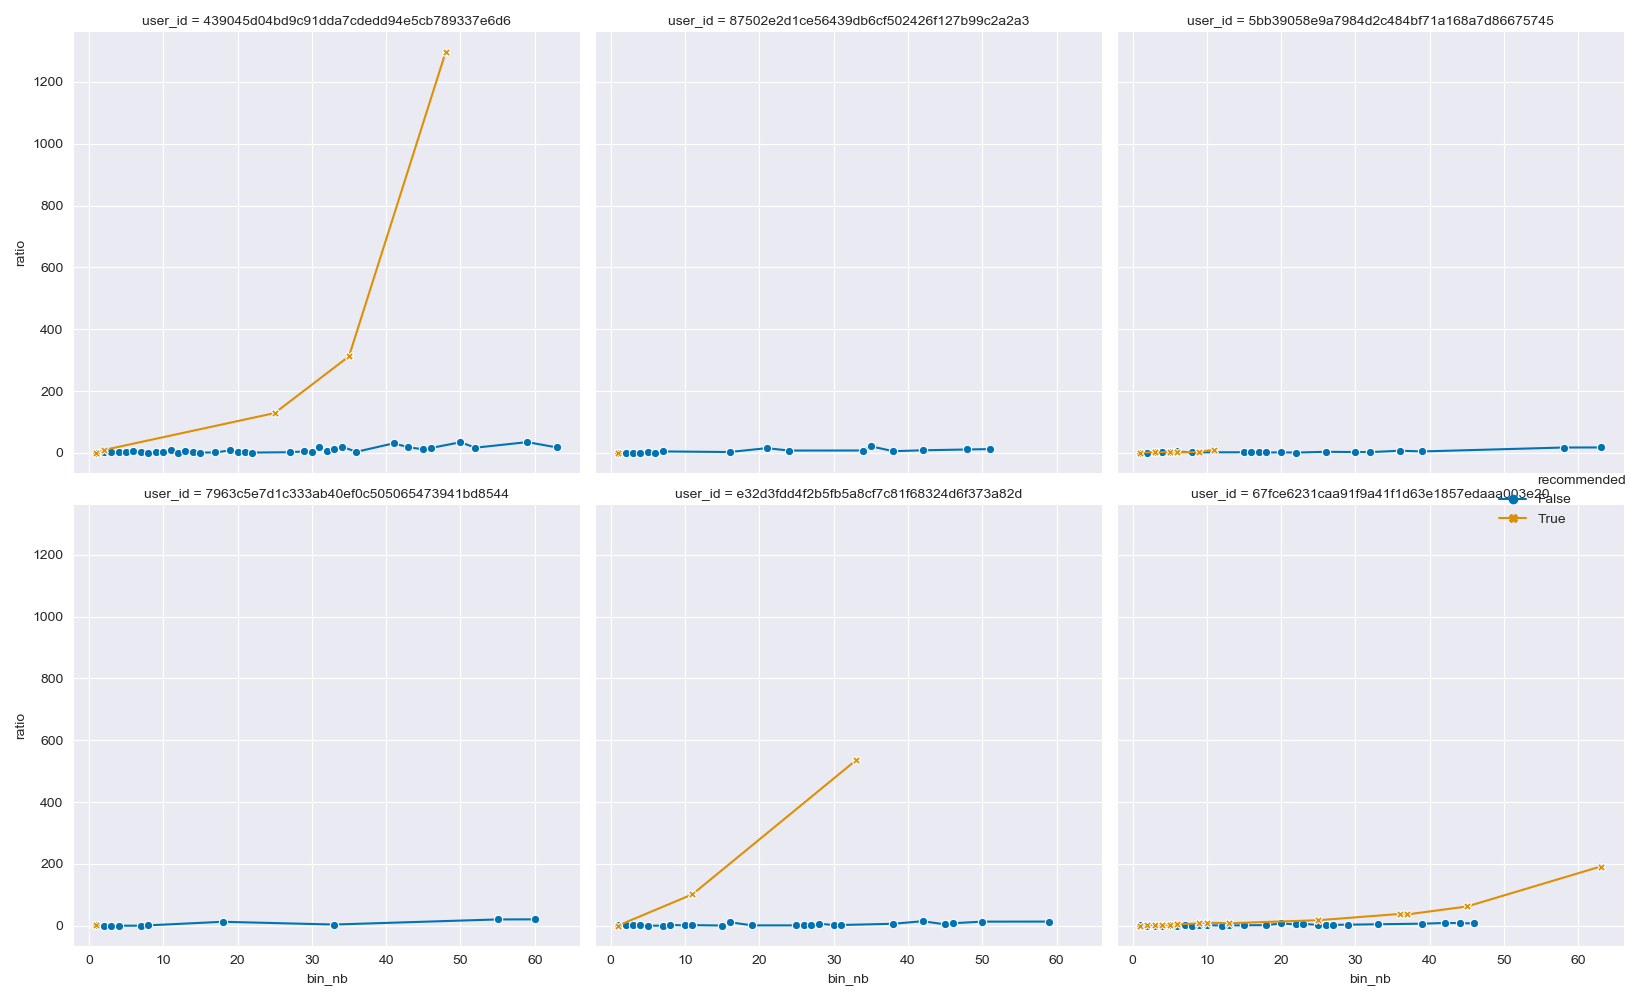 user_id = 439045d04bd9c91dda7cdedd94e5cb789337e6d6
user_id = 87502e2d1ce56439db6cf502426f127b99c2a2a3
user_id = 5bb39058e9a7984d2c484bf71a168a7d86675745
1200
1000
800
600
400
200
0
ratio
user_id = 7963c5e7d1c333ab40ef0c505065473941bd8544
user_id = e32d3fdd4f2b5fb5a8cf7c81f68324d6f373a82d
user_id = 67fce6231caa91f9a41f1d63e1857edaaa003e20
recommended
False
True
1200
1000
800
600
400
200
0
ratio
0 10 20 30 40 50 60
0 10 20 30 40 50 60
0 10 20 30 40 50 60
bin_nb
bin_nb
bin_nb